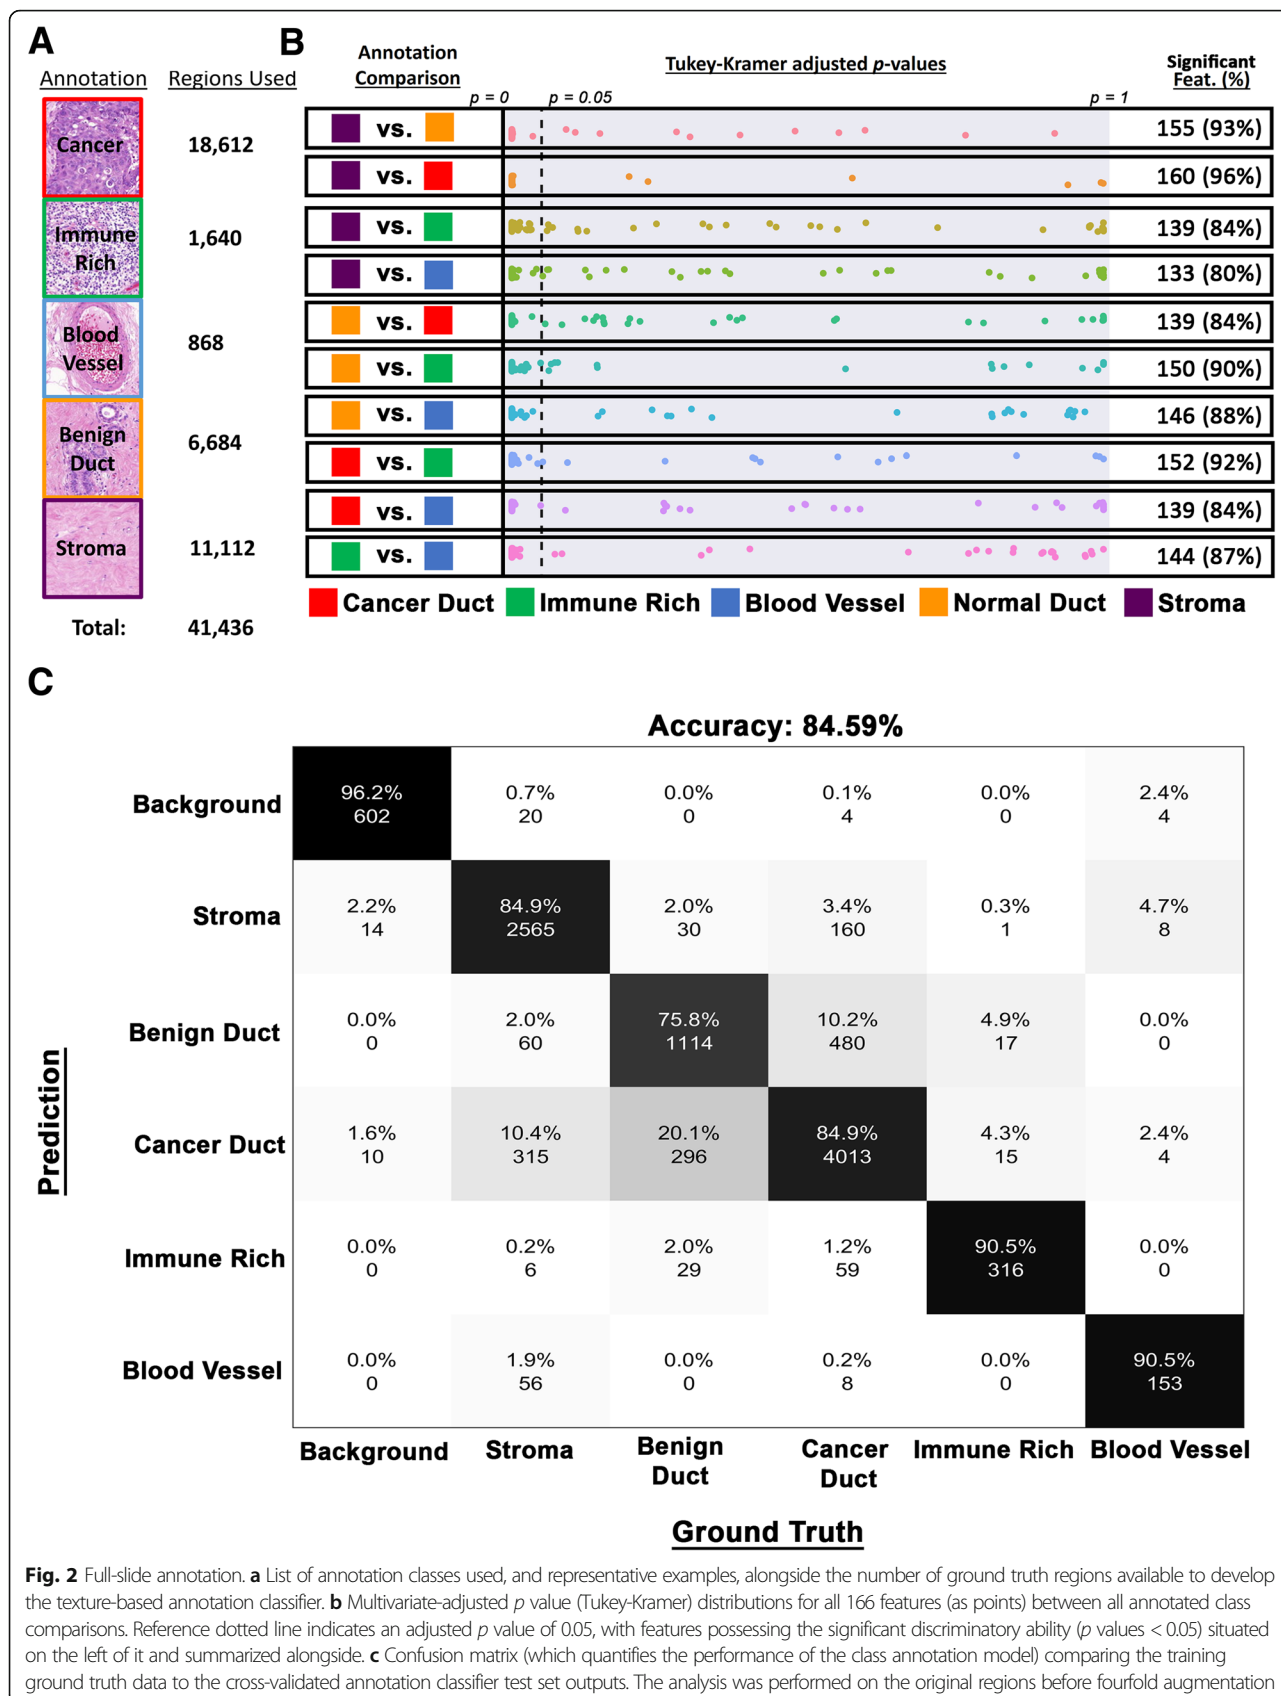 A
Annotation Regions Used
Cancer 18,612
Immune
Rich
1,640
Blood
Vessel
868
Benign
Duct
6,684
Stroma 11,112
Total: 41,436
B
Annotation
Comparison
Tukey-Kramer adjusted p-values
Significant
Feat. (%)
p = 0 p = 0.05 p = 1
vs. 155 (93%)
vs. 160 (96%)
vs. 139 (84%)
vs. 133 (80%)
vs. 139 (84%)
vs. 150 (90%)
vs. 146 (88%)
vs. 152 (92%)
vs. 139 (84%)
vs. 144 (87%)
Cancer Duct Immune Rich Blood Vessel Normal Duct Stroma
C
Accuracy: 84.59%
Prediction
Background
96.2% 0.7% 0.0% 0.1% 0.0% 2.4%
602 20 0 4 0 4
Stroma
2.2% 84.9% 2.0% 3.4% 0.3% 4.7%
14 2565 30 160 1 8
Benign Duct
0.0% 2.0% 75.8% 10.2% 4.9% 0.0%
0 60 1114 480 17 0
Cancer Duct
1.6% 10.4% 20.1% 84.9% 4.3% 2.4%
10 315 296 4013 15 4
Immune Rich
0.0% 0.2% 2.0% 1.2% 90.5% 0.0%
0 6 29 59 316 0
Blood Vessel
0.0% 1.9% 0.0% 0.2% 0.0% 90.5%
0 56 0 8 0 153
Background Stroma Benign Duct Cancer Duct Immune Rich Blood Vessel
Ground Truth
Fig. 2 Full-slide annotation. a List of annotation classes used, and representative examples, alongside the number of ground truth regions available to develop
the texture-based annotation classifier. b Multivariate-adjusted p value (Tukey-Kramer) distributions for all 166 features (as points) between all annotated class
comparisons. Reference dotted line indicates an adjusted p value of 0.05, with features possessing the significant discriminatory ability (p values < 0.05) situated
on the left of it and summarized alongside. c Confusion matrix (which quantifies the performance of the class annotation model) comparing the training
ground truth data to the cross-validated annotation classifier test set outputs. The analysis was performed on the original regions before fourfold augmentation